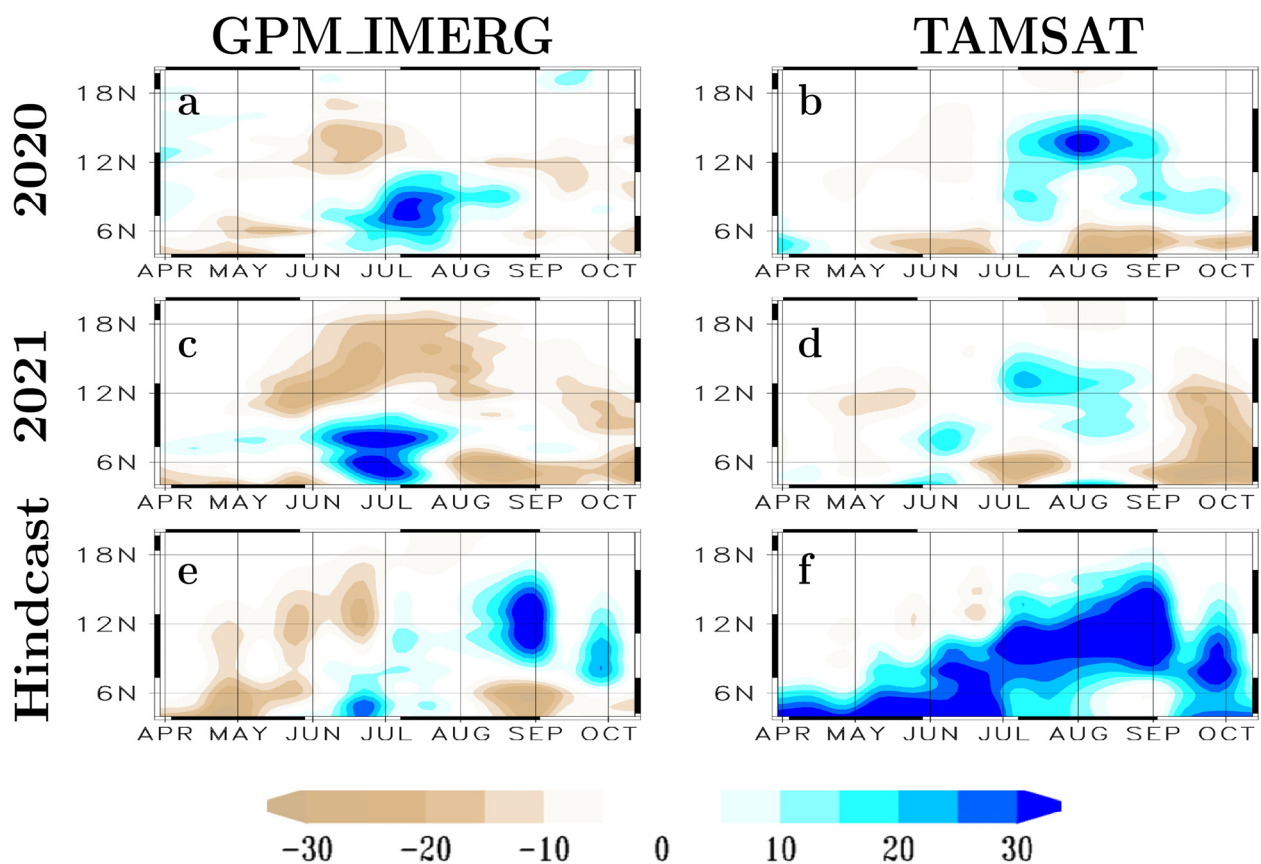 GPM_IMERG TAMSAT
2020
a
18N
12N
6N
APR MAY JUN JUL AUG SEP OCT
b
18N
12N
6N
APR MAY JUN JUL AUG SEP OCT
2021
c
18N
12N
6N
APR MAY JUN JUL AUG SEP OCT
d
18N
12N
6N
APR MAY JUN JUL AUG SEP OCT
Hindcast
e
18N
12N
6N
APR MAY JUN JUL AUG SEP OCT
f
18N
12N
6N
APR MAY JUN JUL AUG SEP OCT
−30 −20 −10 0 10 20 30